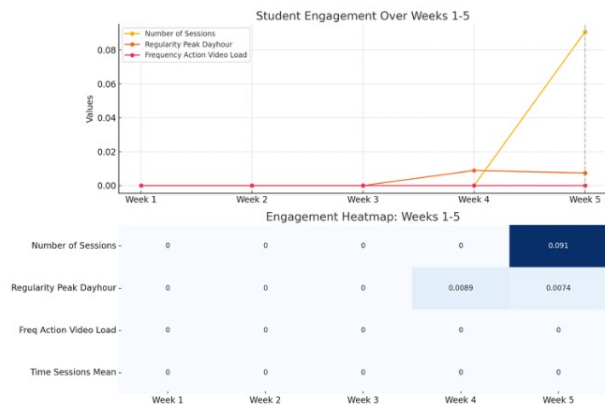 Student Engagement Over Weeks 1-5
Number of Sessions
Regularity Peak Dayhour
Frequency Action Video Load
Values
0.08
0.06
0.04
0.02
0.00
Week 1 Week 2 Week 3 Week 4 Week 5
Engagement Heatmap: Weeks 1-5
Number of Sessions 0 0 0 0 0.091
Regularity Peak Dayhour 0 0 0 0.0089 0.0074
Freq Action Video Load 0 0 0 0 0
Time Sessions Mean 0 0 0 0 0
Week 1 Week 2 Week 3 Week 4 Week 5